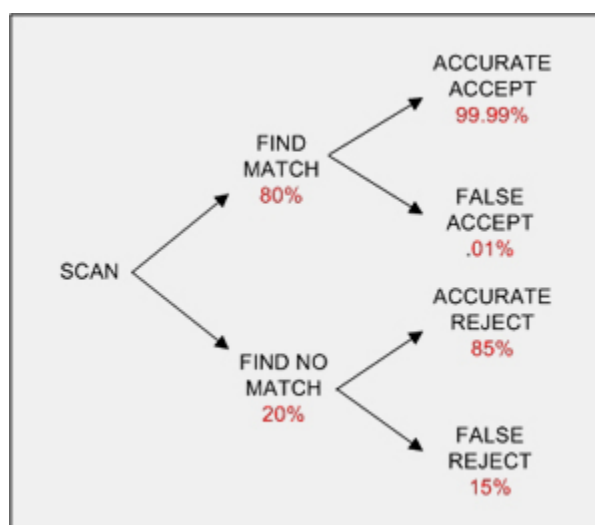 ACCURATE
ACCEPT
99.99%
FIND
MATCH
80%
FALSE
ACCEPT
.01%
SCAN
ACCURATE
REJECT
85%
FIND NO
MATCH
20%
FALSE
REJECT
15%